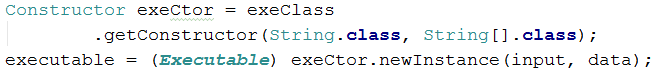 Constructor exeCtor = exeClass
.getConstructor(String.class, String[].class);
executable = (Executable) exeCtor.newInstance(input, data);